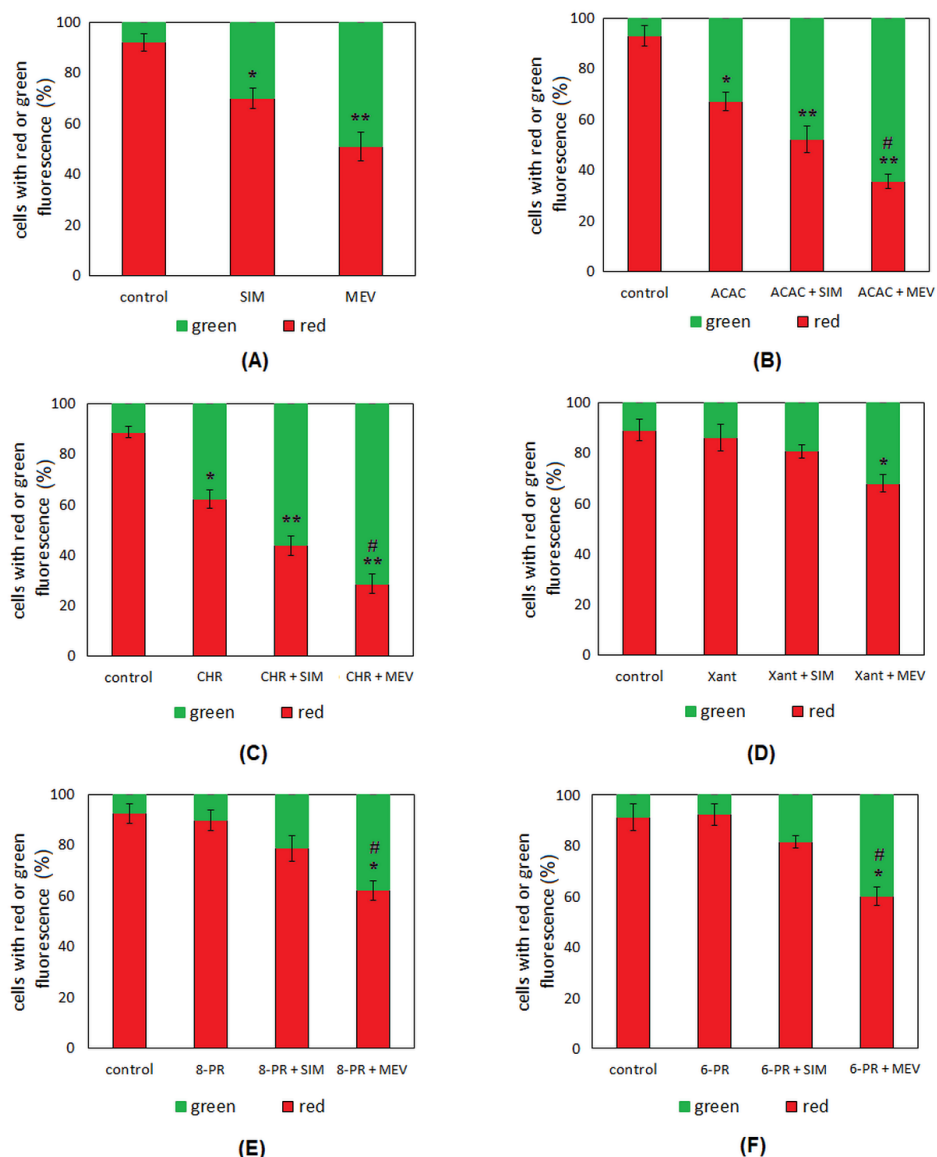 cells with red or green
fluorescence (%)
100
80
60
40
20
0
*
**
control SIM MEV
green red
(A)
cells with red or green
fluorescence (%)
100
80
60
40
20
0
*
**
#
**
control ACAC ACAC + SIM ACAC + MEV
green red
(B)
cells with red or green
fluorescence (%)
100
80
60
40
20
0
*
**
#
**
control CHR CHR + SIM CHR + MEV
green red
(C)
cells with red or green
fluorescence (%)
100
80
60
40
20
0
*
control Xant Xant + SIM Xant + MEV
green red
(D)
cells with red or green
fluorescence (%)
100
80
60
40
20
0
#
*
control 8-PR 8-PR + SIM 8-PR + MEV
green red
(E)
cells with red or green
fluorescence (%)
100
80
60
40
20
0
#
*
control 6-PR 6-PR + SIM 6-PR + MEV
green red
(F)